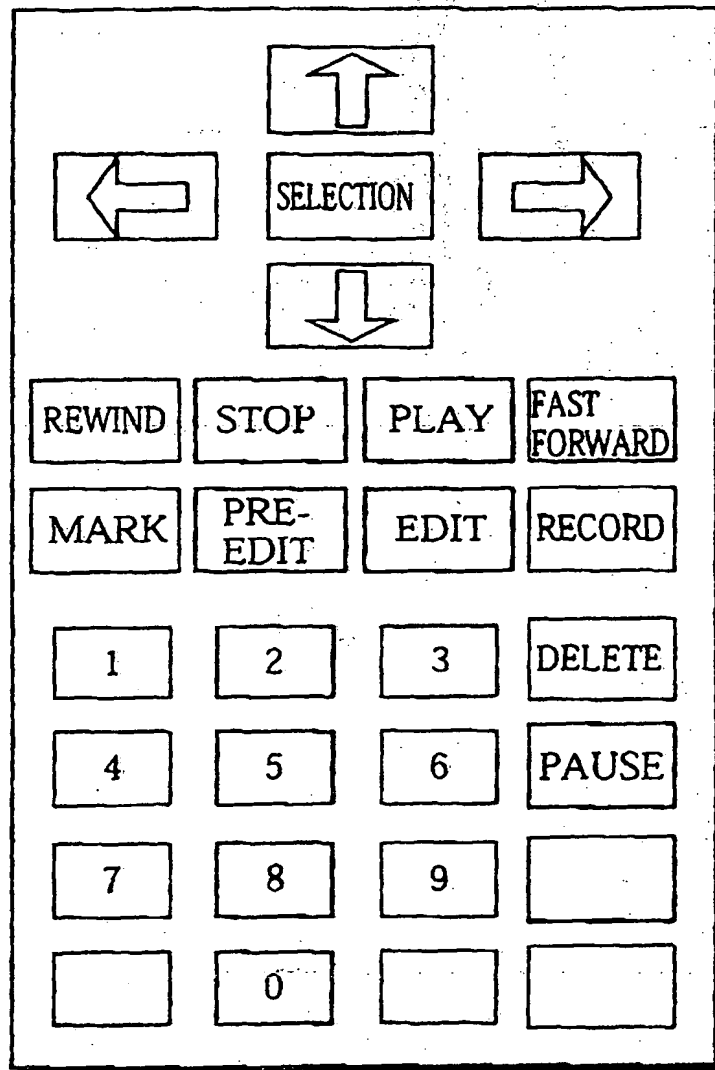 SELECTION
REWIND STOP PLAY FAST
FORWARD
MARK PRE-
EDIT EDIT RECORD
1 2 3 DELETE
4 5 6 PAUSE
7 8 9
0